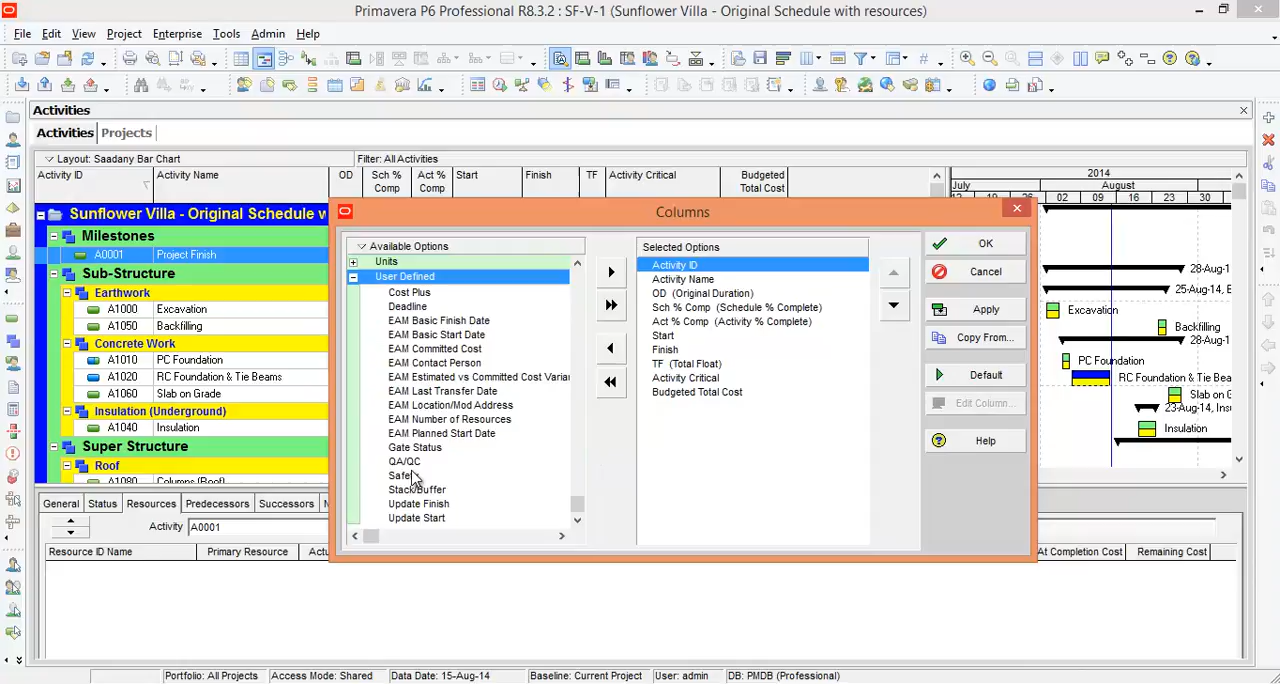 Primavera P6 Professional R8.3.2 : SF-V-1 (Sunflower Villa - Original Schedule with resources)
File Edit View Project Enterprise Tools Admin Help
Activities
Activities Projects
Layout: Saadany Bar Chart Filter: All Activities
Activity ID Activity Name OD Sch % Comp Act % Comp Start Finish TF Activity Critical Budgeted Total Cost
2014
July August
02 09 16 23 30
Sunflower Villa - Original Schedule w
Milestones
A0001 Project Finish
Sub-Structure
28-Aug-1
Earthwork
25-Aug-1
A1000 Excavation
Excavation
A1050 Backfilling
Backfilling
Concrete Work
28-Aug-1
A1010 PC Foundation
PC Foundation
A1020 RC Foundation & Tie Beams
RC Foundation & Tie Bea
A1060 Slab on Grade
Slab on G
Insulation (Underground)
23-Aug-14, Ins
A1040 Insulation
Insulation
Super Structure
Roof
A1080 Columns (Roof)
Columns
Available Options
Units
User Defined
Cost Plus
Deadline
EAM Basic Finish Date
EAM Basic Start Date
EAM Committed Cost
EAM Contact Person
EAM Estimated vs Committed Cost Varian
EAM Last Transfer Date
EAM Location/Mod Address
EAM Number of Resources
EAM Planned Start Date
Gate Status
QA/QC
Stack/Buffer
Update Finish
Update Start
Selected Options
Activity ID
Activity Name
OD (Original Duration)
Sch % Comp (Schedule % Complete)
Act % Comp (Activity % Complete)
Start
Finish
TF (Total Float)
Activity Critical
Budgeted Total Cost
OK
Cancel
Apply
Copy From...
Default
Edit Column...
Help
General Status Resources Predecessors Successors
Activity A0001
Resource ID Name Primary Resource At Completion Cost Remaining Cost
Portfolio: All Projects Access Mode: Shared Data Date: 15-Aug-14 Baseline: Current Project User: admin DB: PMDB (Professional)